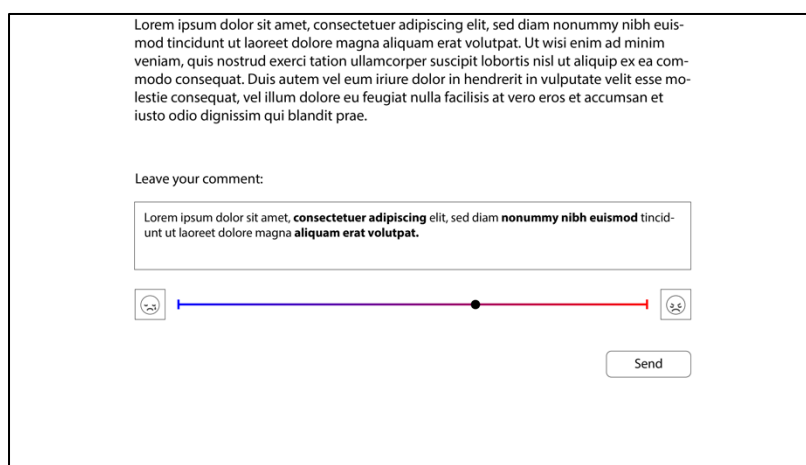 Lorem ipsum dolor sit amet, consectetuer adipiscing elit, sed diam nonummy nibh euis-
mod tincidunt ut laoreet dolore magna aliquam erat volutpat. Ut wisi enim ad minim
veniam, quis nostrud exerci tation ullamcorper suscipit lobortis nisl ut aliquip ex ea com-
modo consequat. Duis autem vel eum iriure dolor in hendrerit in vulputate velit esse mo-
lestie consequat, vel illum dolore eu feugiat nulla facilisis at vero eros et accumsan et
iusto odio dignissim qui blandit prae.
Leave your comment:
Lorem ipsum dolor sit amet, consectetuer adipiscing elit, sed diam nonummy nibh euismod tincid-
unt ut laoreet dolore magna aliquam erat volutpat.
Send